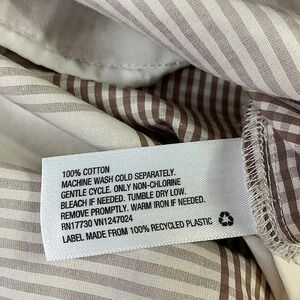 100% COTTON
MACHINE WASH COLD SEPARATELY.
GENTLE CYCLE. ONLY NON-CHLORINE
BLEACH IF NEEDED. TUMBLE DRY LOW.
REMOVE PROMPTLY. WARM IRON IF NEEDED.
RN17730 VN1247024
LABEL MADE FROM 100% RECYCLED PLASTIC